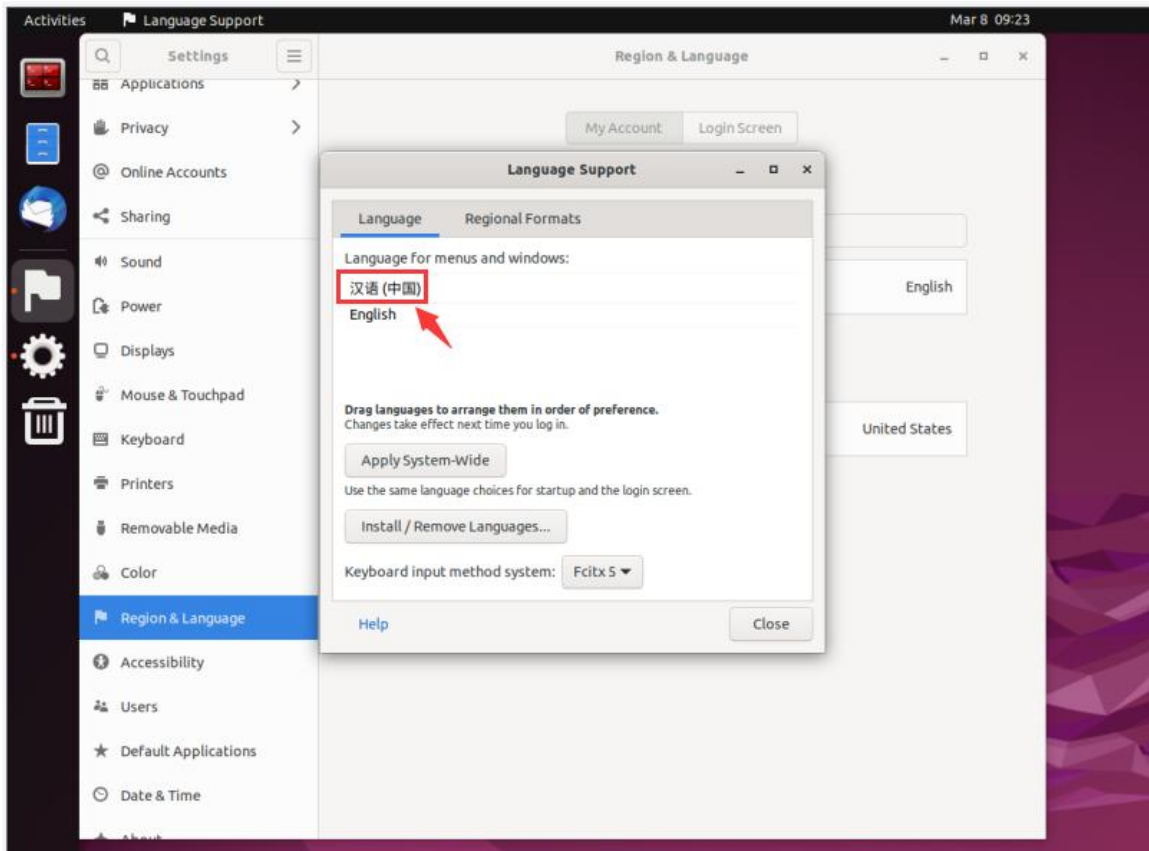 Activities Language Support Mar 8 09:23
Settings Region & Language
Applications
Privacy
My Account Login Screen
Online Accounts
Sharing
Sound
Power
Displays
Mouse & Touchpad
Keyboard
Printers
Removable Media
Color
Region & Language
Accessibility
Users
Default Applications
Date & Time
About
Language Support
Language Regional Formats
Language for menus and windows:
汉语 (中国)
English
Drag languages to arrange them in order of preference.
Changes take effect next time you log in.
Apply System-Wide
Use the same language choices for startup and the login screen.
Install / Remove Languages...
Keyboard input method system: Fcitx 5
Help Close
English
United States